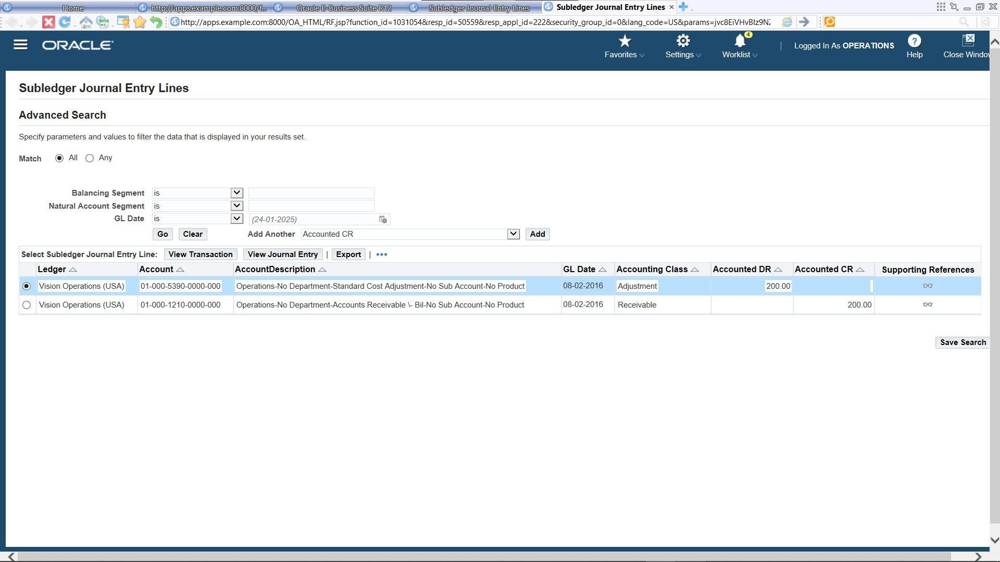 Home http://apps.example.com:8000/f... Oracle E-Business Suite R12 Subledger Journal Entry Lines Subledger Journal Entry Lines
http://apps.example.com:8000/OA_HTML/RF.jsp?function_id=1031054&resp_id=50559&resp_appl_id=222&security_group_id=0&lang_code=US&params=jvc8EiVHvBIz9NZ
ORACLE
Favorites Settings Worklist 4 Logged In As OPERATIONS Help Close Window
Subledger Journal Entry Lines
Advanced Search
Specify parameters and values to filter the data that is displayed in your results set.
Match All Any
Balancing Segment is
Natural Account Segment is
GL Date is (24-01-2025)
Go Clear Add Another Accounted CR Add
Select Subledger Journal Entry Line: View Transaction View Journal Entry | Export | •••
Ledger Account AccountDescription GL Date Accounting Class Accounted DR Accounted CR Supporting References
Vision Operations (USA) 01-000-5390-0000-000 Operations-No Department-Standard Cost Adjustment-No Sub Account-No Product 08-02-2016 Adjustment 200.00
Vision Operations (USA) 01-000-1210-0000-000 Operations-No Department-Accounts Receivable \- Bil-No Sub Account-No Product 08-02-2016 Receivable 200.00
Save Search